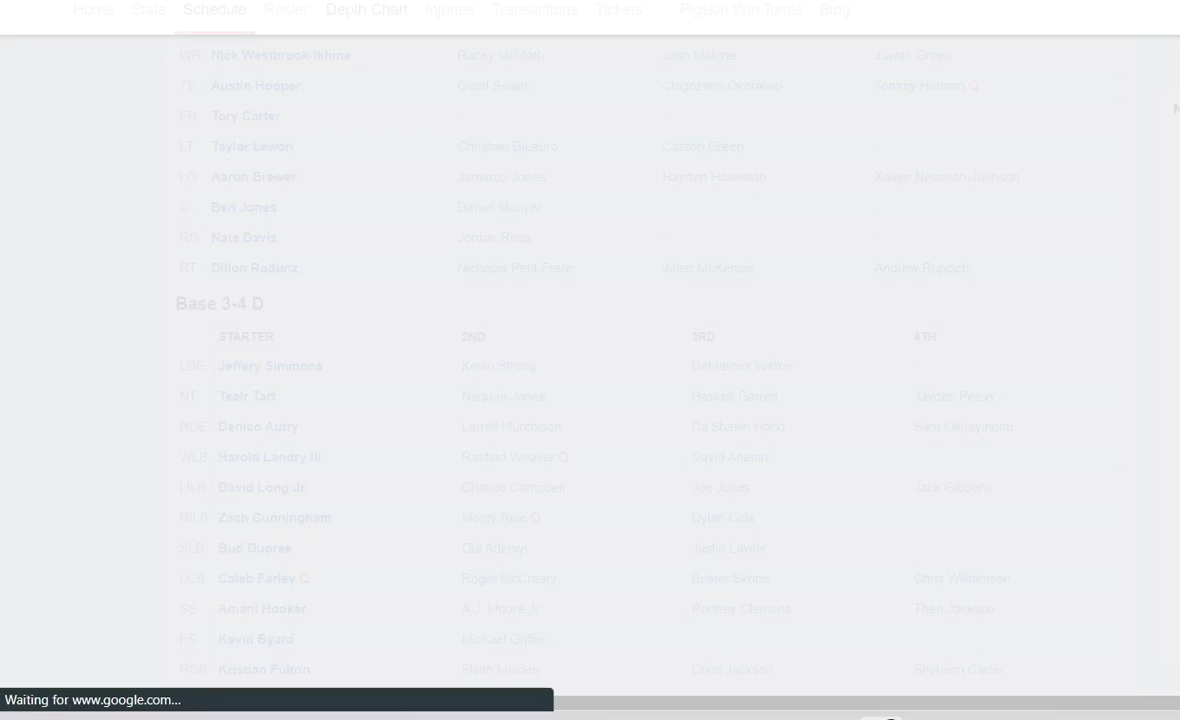 Home Stats Schedule Roster Depth Chart Injuries Transactions Tickets Pigskin Win Totals Blog
WR Nick Westbrook-Ikhine Racey McMath Josh Malone Juwan Green
TE Austin Hooper Geoff Swaim Chigoziem Okonkwo Tommy Hudson Q
FB Tory Carter
LT Taylor Lewan Christian DiLauro Carson Green -
LG Aaron Brewer Jamarco Jones Hayden Howerton Xavier Newman-Johnson
C Ben Jones Daniel Munyer - -
RG Nate Davis Jordan Roos - -
RT Dillon Radunz Nicholas Petit-Frere Jalen McKenzie Andrew Rupcich
Base 3-4 D
STARTER 2ND 3RD 4TH
LDE Jeffery Simmons Kevin Strong DeMarcus Walker -
NT Teair Tart Naquan Jones Haskell Garrett Jayden Peevy
RDE Denico Autry Larrell Murchison Da'Shawn Hand Sam Okuayinonu
WLB Harold Landry III Rashad Weaver Q David Anenih -
LILB David Long Jr. Chance Campbell Joe Jones Jack Gibbens
RILB Zach Cunningham Monty Rice Q Dylan Cole -
SLB Bud Dupree Ola Adeniyi Justin Lawler -
LCB Caleb Farley Q Roger McCreary Buster Skrine Chris Williamson
SS Amani Hooker A.J. Moore Jr. Rodney Clemons Theo Jackson
FS Kevin Byard Michael Griffin - -
RCB Kristian Fulton Elijah Molden Chris Jackson Shyheim Carter
Waiting for www.google.com...